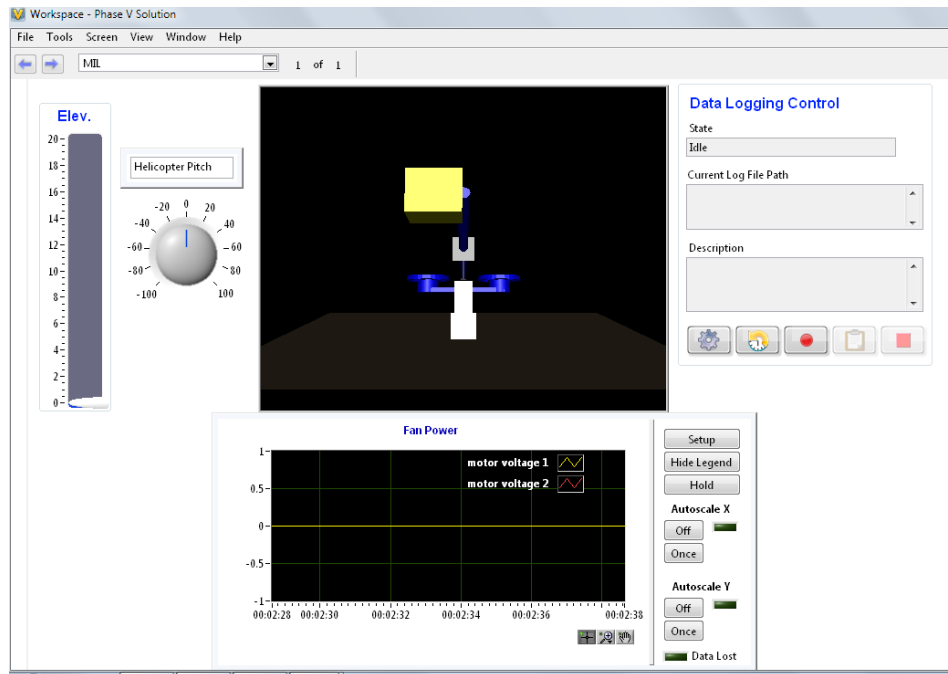 Workspace - Phase V Solution
File Tools Screen View Window Help
MIL 1 of 1
Elev.
20
18
16
14
12
10
8
6
4
2
0
Helicopter Pitch
-20 0 20
-40 40
-60 60
-80 80
-100 100
Data Logging Control
State
Idle
Current Log File Path
Description
Fan Power
motor voltage 1
motor voltage 2
1
0.5
0
-0.5
-1
00:02:28 00:02:30 00:02:32 00:02:34 00:02:36 00:02:38
Setup
Hide Legend
Hold
Autoscale X
Off
Once
Autoscale Y
Off
Once
Data Lost